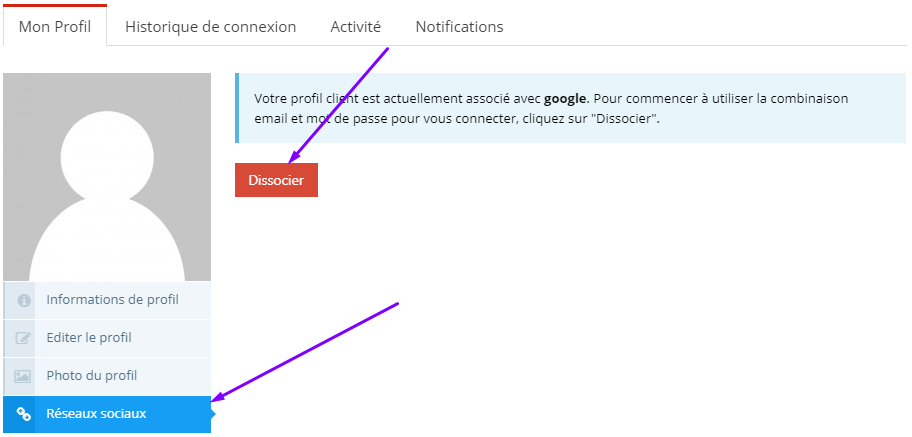 Mon Profil Historique de connexion Activité Notifications
Votre profil client est actuellement associé avec google. Pour commencer à utiliser la combinaison
email et mot de passe pour vous connecter, cliquez sur "Dissocier".
Dissocier
Informations de profil
Editer le profil
Photo du profil
Réseaux sociaux